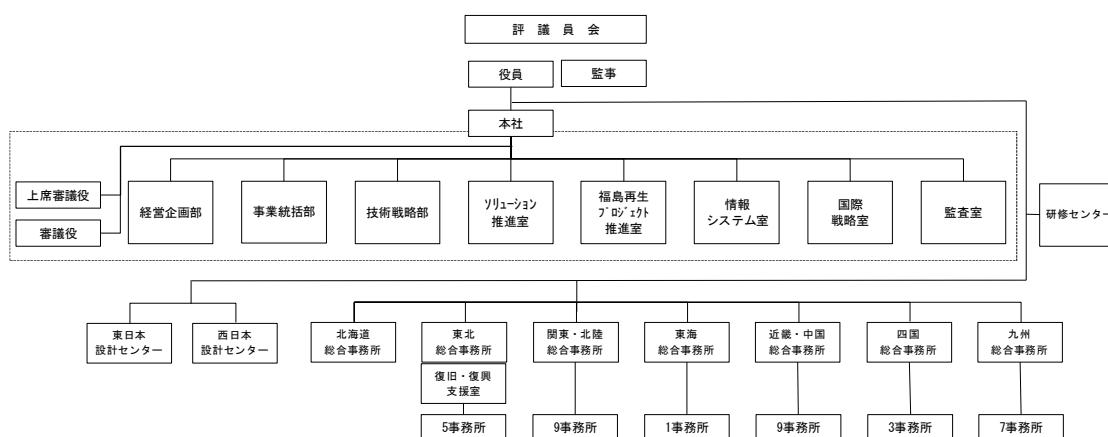 評 議 員 会
役員
監事
本社
上席審議役
審議役
経営企画部
事業統括部
技術戦略部
ｿﾘｭｰｼｮﾝ
推進室
福島再生
ﾌﾟﾛｼﾞｪｸﾄ
推進室
情報
システム室
国際
戦略室
監査室
研修センター
東日本
設計センター
西日本
設計センター
北海道
総合事務所
東北
総合事務所
関東・北陸
総合事務所
東海
総合事務所
近畿・中国
総合事務所
四国
総合事務所
九州
総合事務所
復旧・復興
支援室
5事務所
9事務所
1事務所
9事務所
3事務所
7事務所